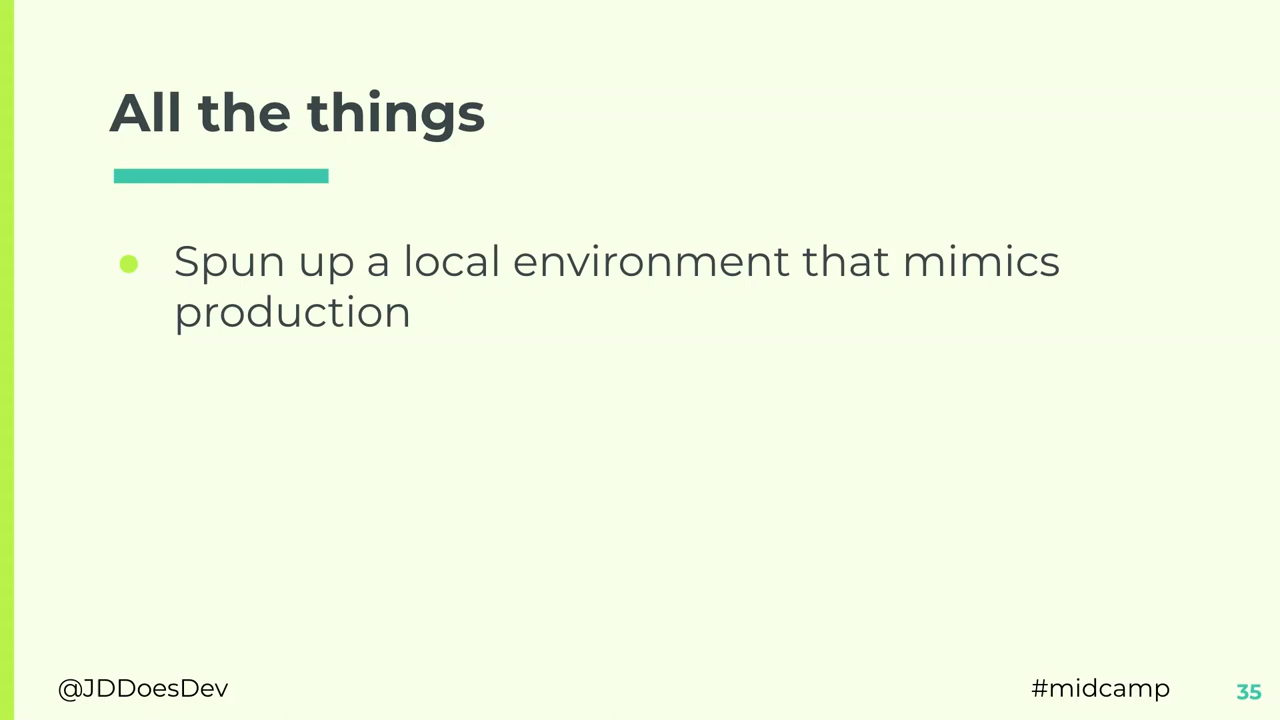 All the things
● Spun up a local environment that mimics
production
@JDDoesDev
#midcamp
35